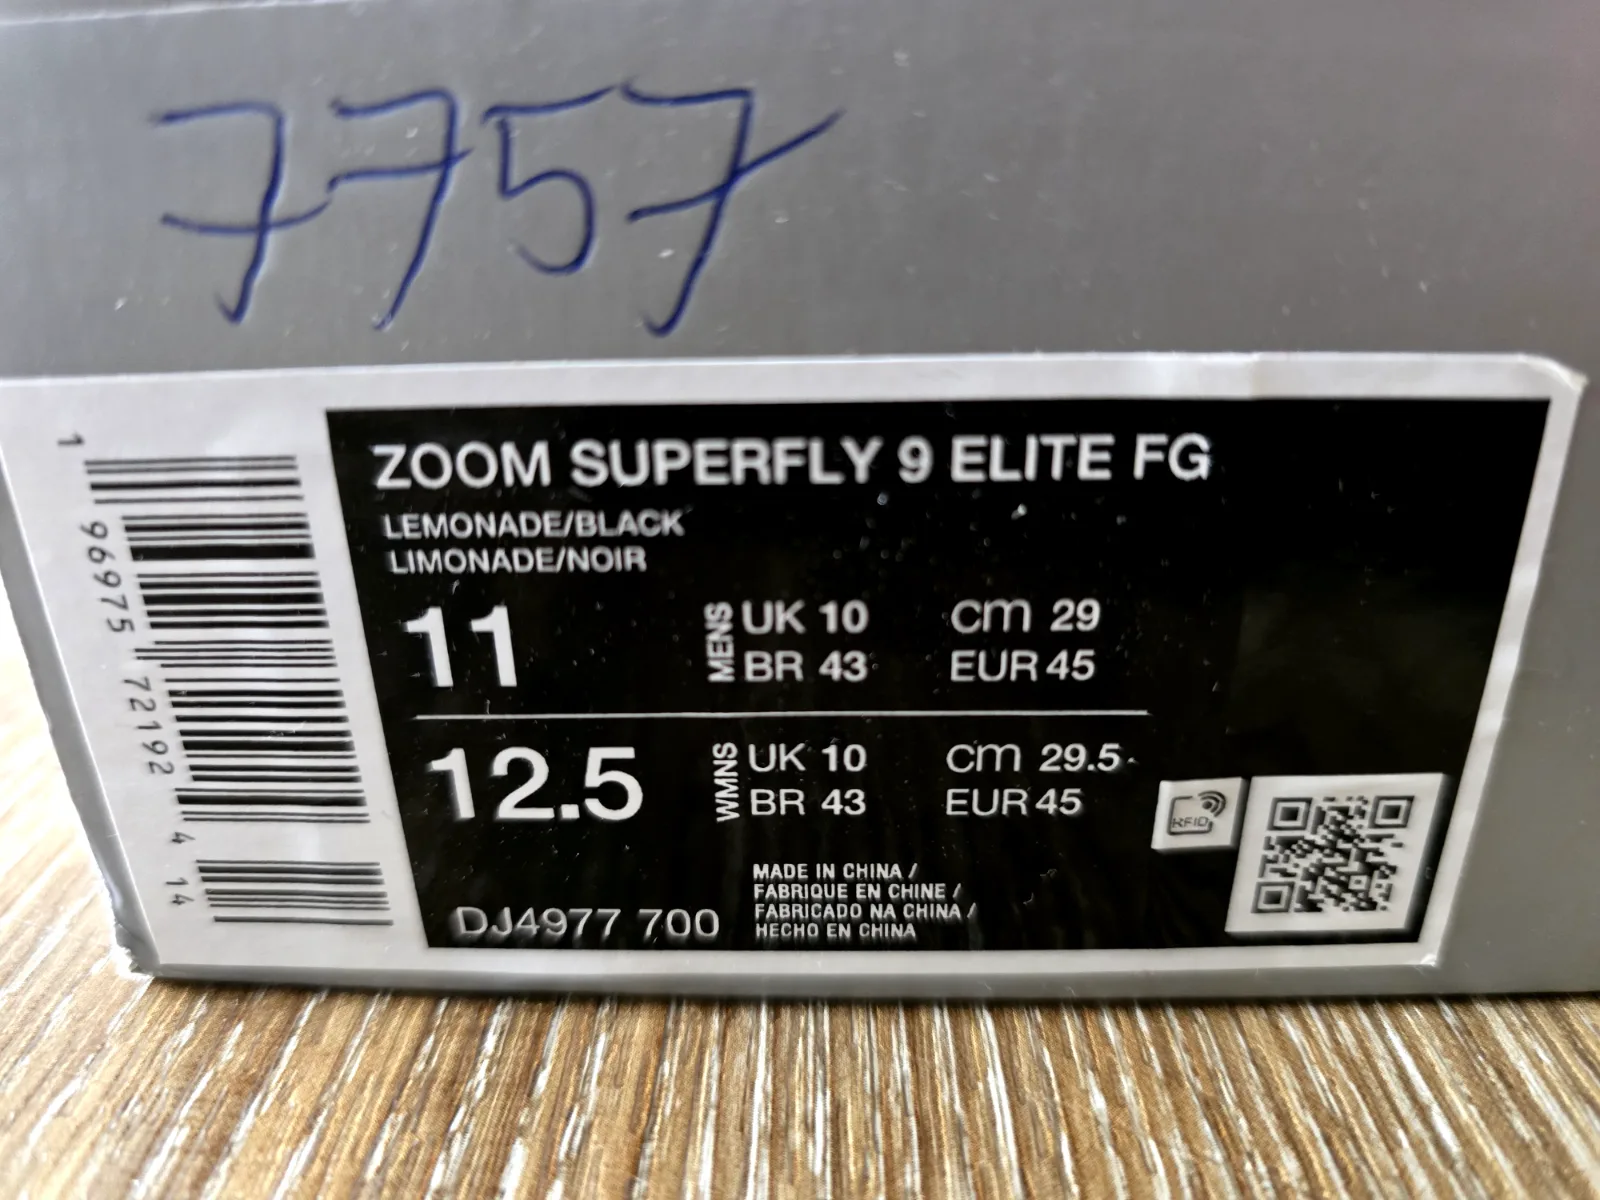 7757
ZOOM SUPERFLY 9 ELITE FG
LEMONADE/BLACK
LIMONADE/NOIR
11 MENS UK 10 cm 29
BR 43 EUR 45
12.5 WMNS UK 10 cm 29.5
BR 43 EUR 45
MADE IN CHINA /
FABRIQUE EN CHINE /
FABRICADO NA CHINA /
HECHO EN CHINA
DJ4977 700
RFID
1 96975 72192 4 14